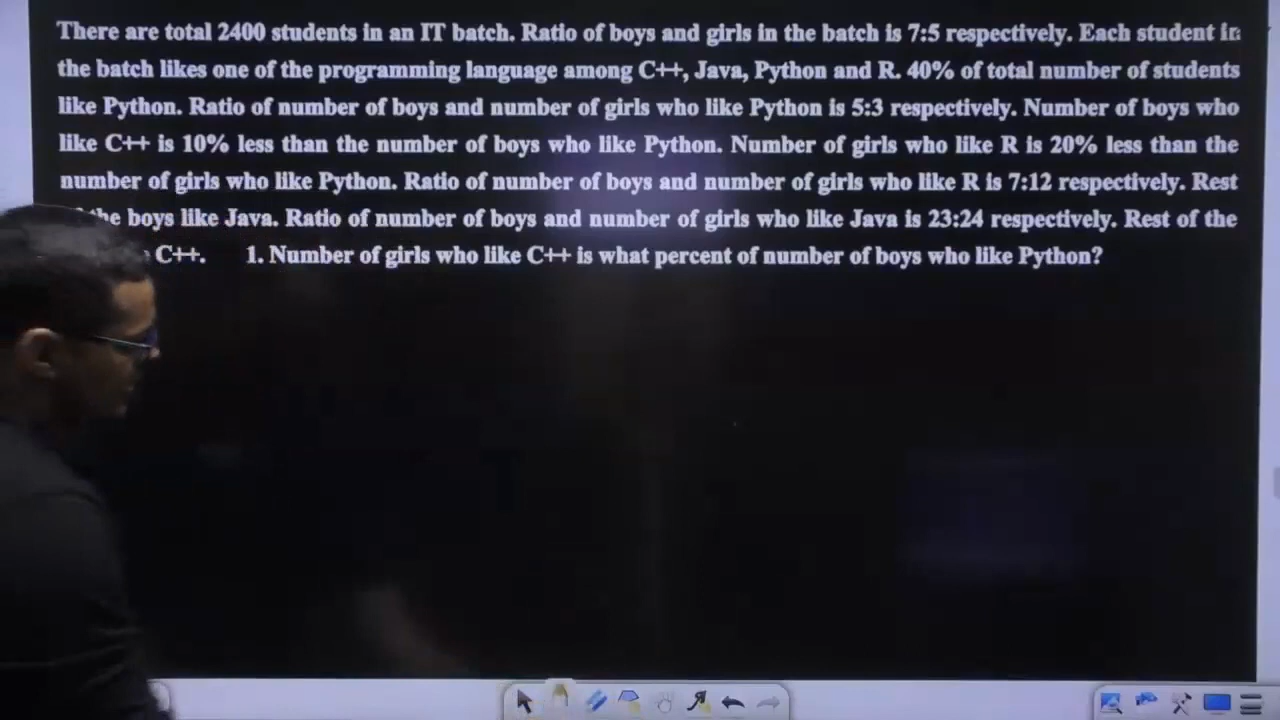 There are total 2400 students in an IT batch. Ratio of boys and girls in the batch is 7:5 respectively. Each student in
the batch likes one of the programming language among C++, Java, Python and R. 40% of total number of students
like Python. Ratio of number of boys and number of girls who like Python is 5:3 respectively. Number of boys who
like C++ is 10% less than the number of boys who like Python. Number of girls who like R is 20% less than the
number of girls who like Python. Ratio of number of boys and number of girls who like R is 7:12 respectively. Rest
the boys like Java. Ratio of number of boys and number of girls who like Java is 23:24 respectively. Rest of the
C++. 1. Number of girls who like C++ is what percent of number of boys who like Python?